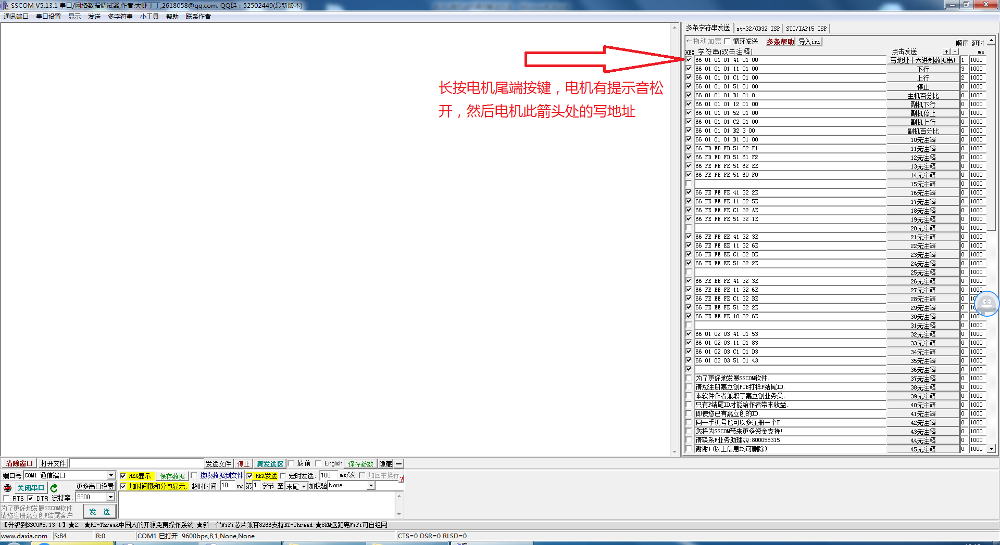 SSCOM V5.13.1 串口/网络数据调试器,作者:大虾丁丁,2618058@qq.com. QQ群：52502449(最新版本)
通讯端口 串口设置 显示 发送 多字符串 小工具 帮助 联系作者
多条字符串发送 stm32/GD32 ISP STC/IAP15 ISP
←拖动加宽 循环发送 多条帮助 导入ini 顺序 延时
HEX 字符串(双击注释) 点击发送 + - ms
66 01 01 01 41 01 00 写地址十六进制数据串1 1 1000
66 01 01 01 11 01 00 下行 3 1000
66 01 01 01 C1 01 00 上行 2 1000
66 01 01 01 51 01 00 停止 0 1000
66 01 01 01 B1 01 0 主机百分比 0 1000
66 01 01 01 12 01 00 副机下行 0 1000
66 01 01 01 52 01 00 副机停止 0 1000
66 01 01 01 C2 01 00 副机上行 0 1000
66 01 01 01 B2 3 00 副机百分比 0 1000
66 01 01 01 D1 01 00 10无注释 0 1000
66 FD FD FD 51 62 F1 11无注释 0 1000
66 FD FD FD 51 61 F2 12无注释 0 1000
66 FE FE FE 51 62 EE 13无注释 0 1000
66 FE FE FE 51 60 F0 14无注释 0 1000
15无注释 0 1000
66 FE FE FE 41 32 2E 16无注释 0 1000
66 FE FE FE 11 32 5E 17无注释 0 1000
66 FE FE FE C1 32 AE 18无注释 0 1000
66 FE FE FE 51 32 1E 19无注释 0 1000
20无注释 0 1000
66 FE FE EE 41 32 3E 21无注释 0 1000
66 FE FE EE 11 32 6E 22无注释 0 1000
66 FE FE EE C1 32 BE 23无注释 0 1000
66 FE FE EE 51 32 2E 24无注释 0 1000
25无注释 0 1000
66 FE EE FE 41 32 3E 26无注释 0 1000
66 FE EE FE 11 32 6E 27无注释 0 1000
66 FE EE FE C1 32 BE 28无注释 0
66 FE EE FE 51 32 2E 29无注释 0
66 FE EE FE 10 32 6E 30无注释 0 1000
31无注释 0 1000
66 01 02 03 41 01 53 32无注释 0 1000
66 01 02 03 11 01 83 33无注释 0 1000
66 01 02 03 C1 01 D3 34无注释 0 1000
66 01 02 03 51 01 43 35无注释 0 1000
36无注释 0 1000
为了更好地发展SSCOM软件. 37无注释 0 1000
请您注册嘉立创PCB打样F结尾ID. 38无注释 0 1000
本软件作者兼职了嘉立创业务员. 39无注释 0 1000
只有F结尾ID才能给作者带来收益. 40无注释 0 1000
即使您已有嘉立创的ID. 41无注释 0 1000
同一手机号也可以多注册一个F. 42无注释 0 1000
您将为SSCOM带来更多资金支持! 43无注释 0 1000
请联系F业务助理QQ:800058315 44无注释 0 1000
谢谢!(以上信息均可删除) 45无注释 0 1000
长按电机尾端按键，电机有提示音松
开，然后电机此箭头处的写地址
清除窗口 打开文件 发送文件 停止 清发送区 最前 English 保存参数 隐藏 —
端口号 COM1 通信端口 HEX显示 保存数据 接收数据到文件 HEX发送 定时发送: 100 ms/次 加回车换行 ?
关闭串口 更多串口设置 加时间戳和分包显示, 超时时间: 10 ms 第 1 字节 至 末尾 加校验 None
RTS DTR 波特率: 9600
为了更好地发展SSCOM软件
请您注册嘉立创F结尾客户
发 送
【升级到SSCOM5.13.1】★2. ★RT-Thread中国人的开源免费操作系统 ★新一代WiFi芯片兼容8266支持RT-Thread ★8KM远距离WiFi可自组网
www.daxia.com S:84 R:0 COM1 已打开 9600bps,8,1,None,None CTS=0 DSR=0 RLSD=0